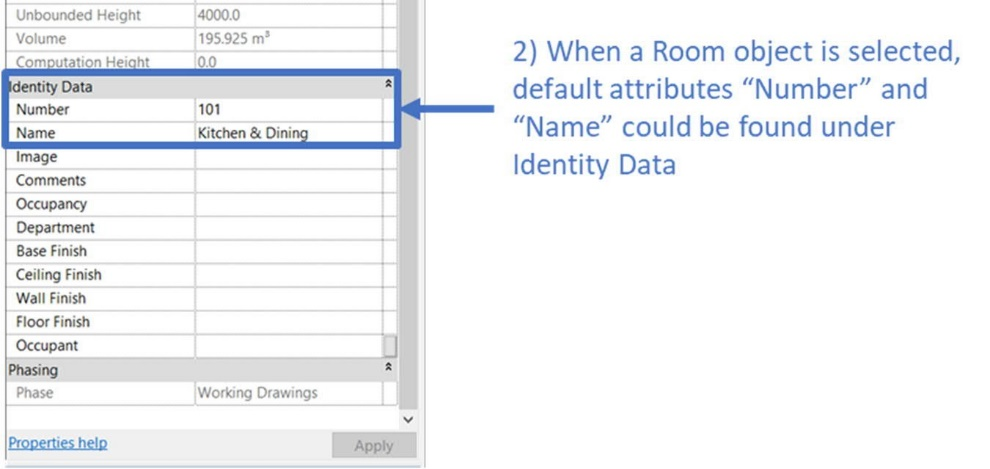 Unbounded Height 4000.0
Volume 195.925 m³
Computation Height 0.0
Identity Data
Number 101
Name Kitchen & Dining
Image
Comments
Occupancy
Department
Base Finish
Ceiling Finish
Wall Finish
Floor Finish
Occupant
Phasing
Phase Working Drawings
Properties help Apply
2) When a Room object is selected,
default attributes “Number” and
“Name” could be found under
Identity Data